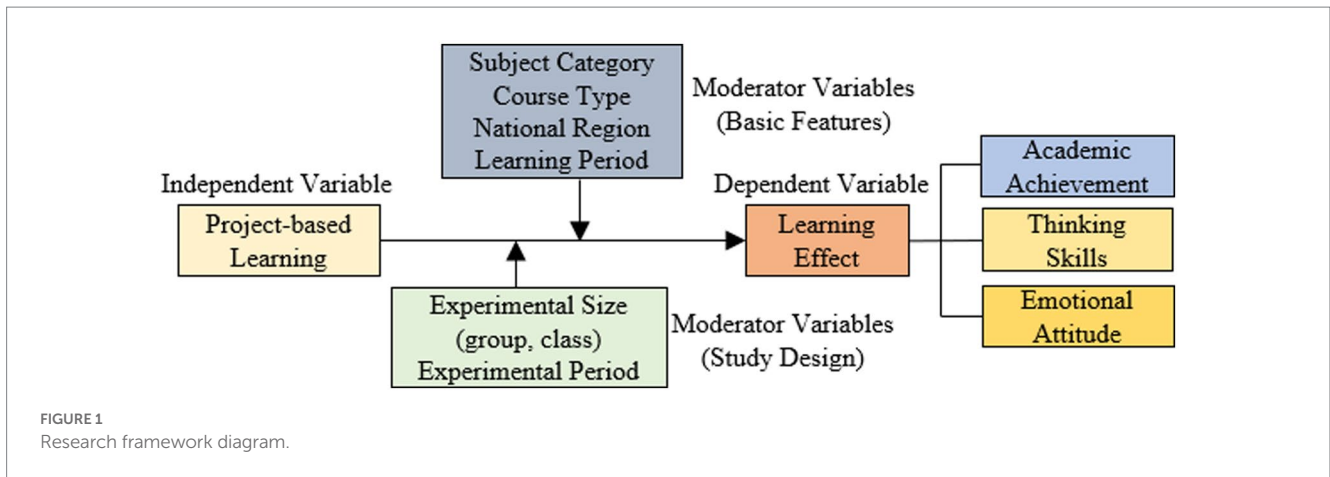 Subject Category
Course Type
National Region
Learning Period
Moderator Variables
(Basic Features)
Independent Variable
Project-based
Learning
Dependent Variable
Learning
Effect
Academic
Achievement
Thinking
Skills
Emotional
Attitude
Experimental Size
(group, class)
Experimental Period
Moderator Variables
(Study Design)
FIGURE 1
Research framework diagram.